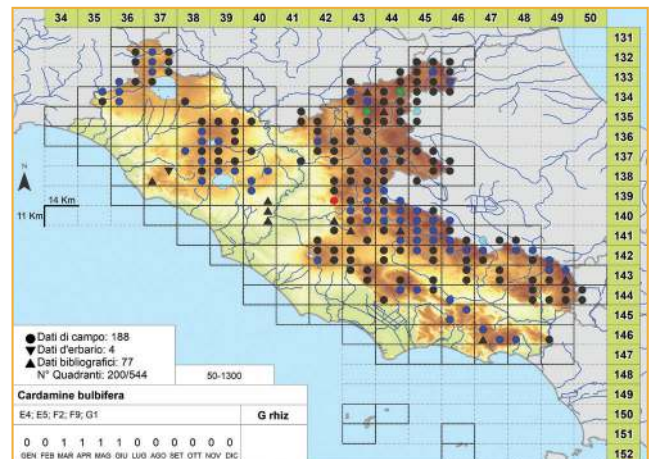 34 35 36 37 38 39 40 41 42 43 44 45 46 47 48 49 50
131
132
133
134
135
136
137
138
139
140
141
142
143
144
145
146
147
148
149
150
151
152
N
14 Km
11 Km
Dati di campo: 188
Dati d'erbario: 4
Dati bibliografici: 77
N° Quadranti: 200/544
50-1300
Cardamine bulbifera
E4; E5; F2; F9; G1
G rhiz
0 0 1 1 1 1 0 0 0 0 0 0
GEN FEB MAR APR MAG GIU LUG AGO SET OTT NOV DIC